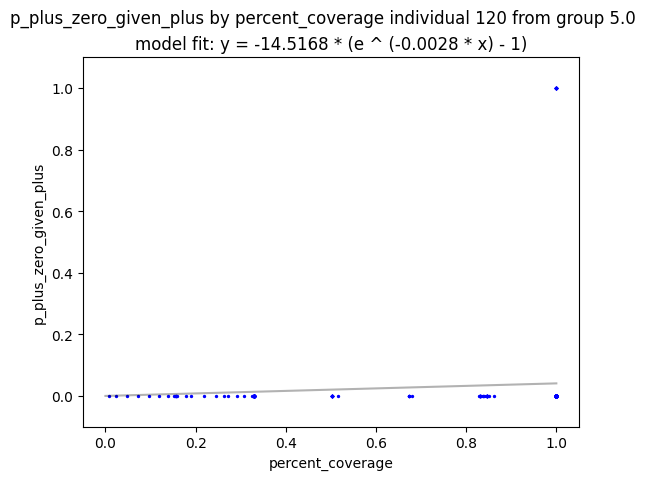 p_plus_zero_given_plus by percent_coverage individual 120 from group 5.0
model fit: y = -14.5168 * (e ^ (-0.0028 * x) - 1)
1.0
0.8
0.6
0.4
0.2
0.0
p_plus_zero_given_plus
0.0 0.2 0.4 0.6 0.8 1.0
percent_coverage